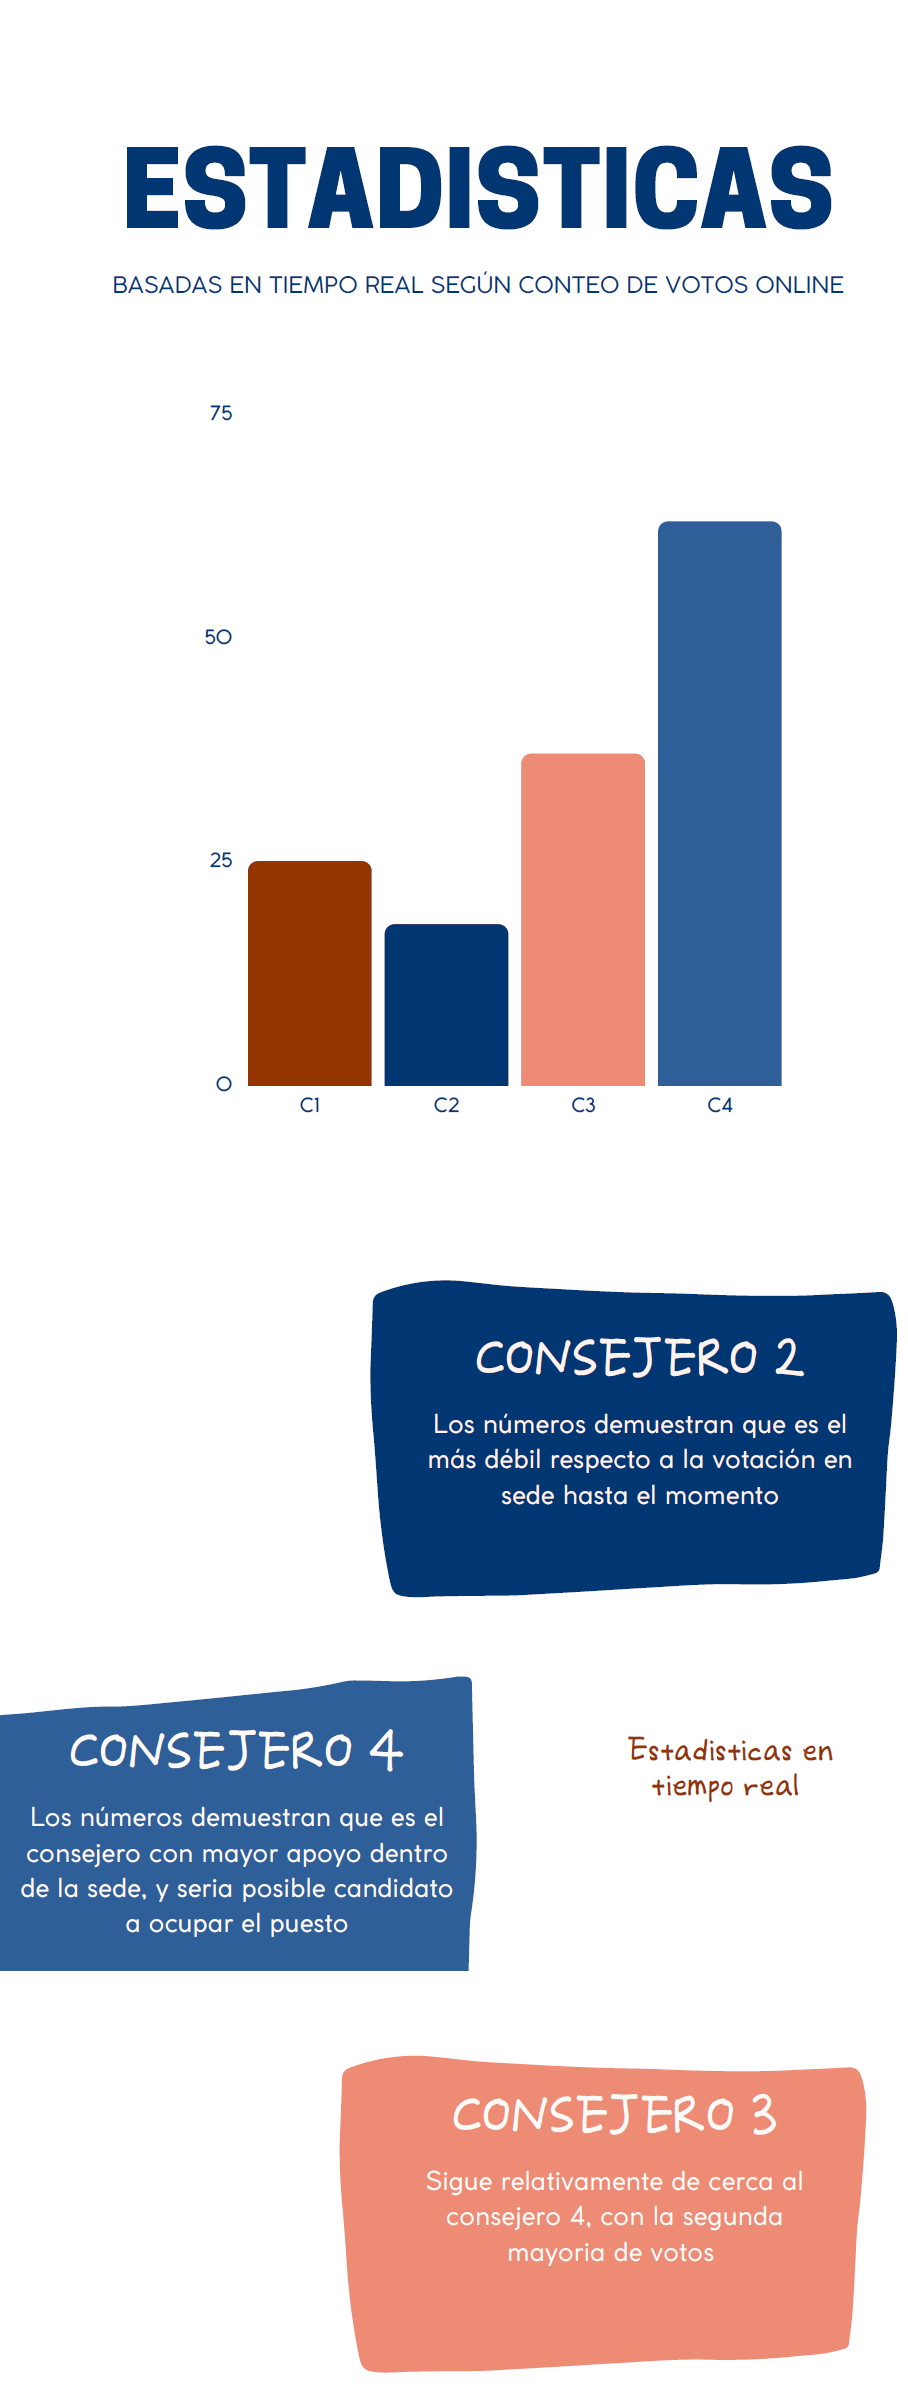 ESTADISTICAS
BASADAS EN TIEMPO REAL SEGÚN CONTEO DE VOTOS ONLINE
75
50
25
0
C1
C2
C3
C4
CONSEJERO 2
Los números demuestran que es el
más débil respecto a la votación en
sede hasta el momento
CONSEJERO 4
Los números demuestran que es el
consejero con mayor apoyo dentro
de la sede, y seria posible candidato
a ocupar el puesto
Estadisticas en
tiempo real
CONSEJERO 3
Sigue relativamente de cerca al
consejero 4, con la segunda
mayoria de votos